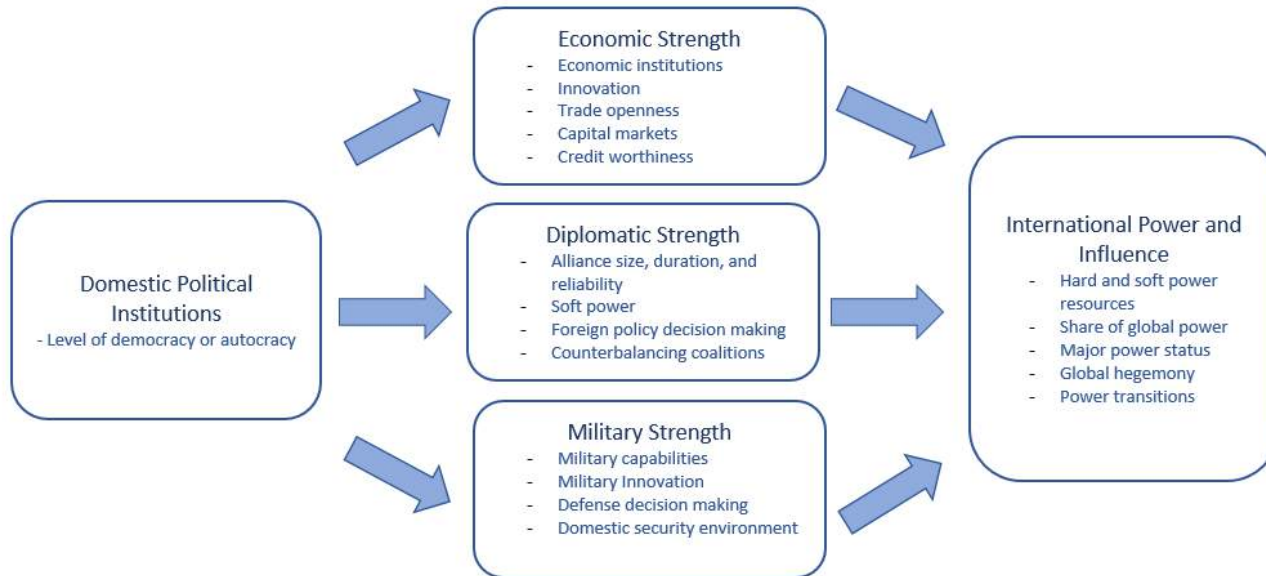 Domestic Political
Institutions
- Level of democracy or autocracy
Economic Strength
- Economic institutions
- Innovation
- Trade openness
- Capital markets
- Credit worthiness
Diplomatic Strength
- Alliance size, duration, and
reliability
- Soft power
- Foreign policy decision making
- Counterbalancing coalitions
Military Strength
- Military capabilities
- Military Innovation
- Defense decision making
- Domestic security environment
International Power and
Influence
- Hard and soft power
resources
- Share of global power
- Major power status
- Global hegemony
- Power transitions